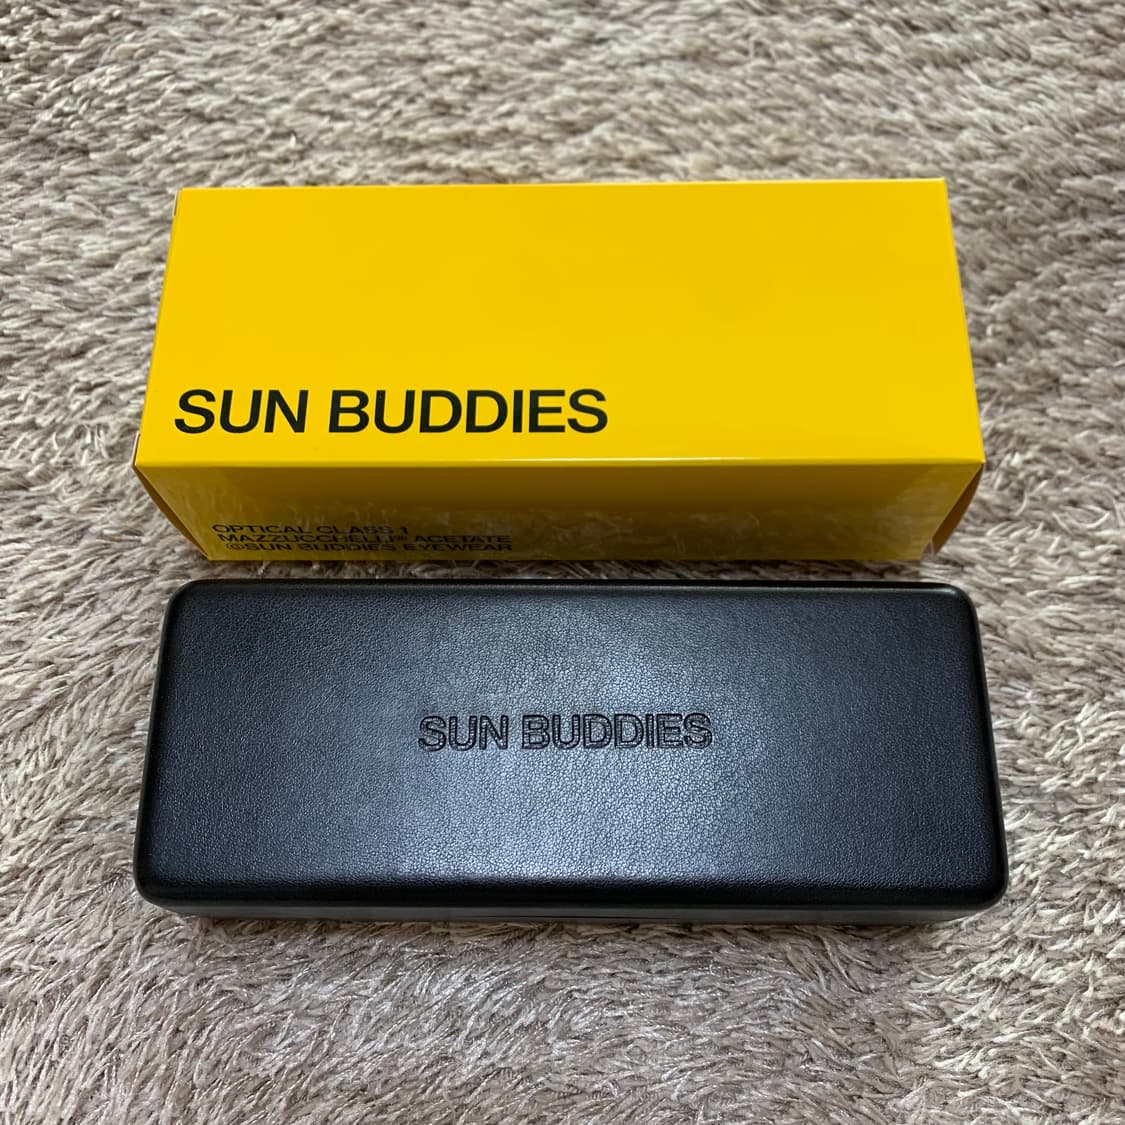 SUN BUDDIES
OPTICAL CLASS 1
MAZZUCCHELLI® ACETATE
©SUN BUDDIES EYEWEAR
SUN BUDDIES